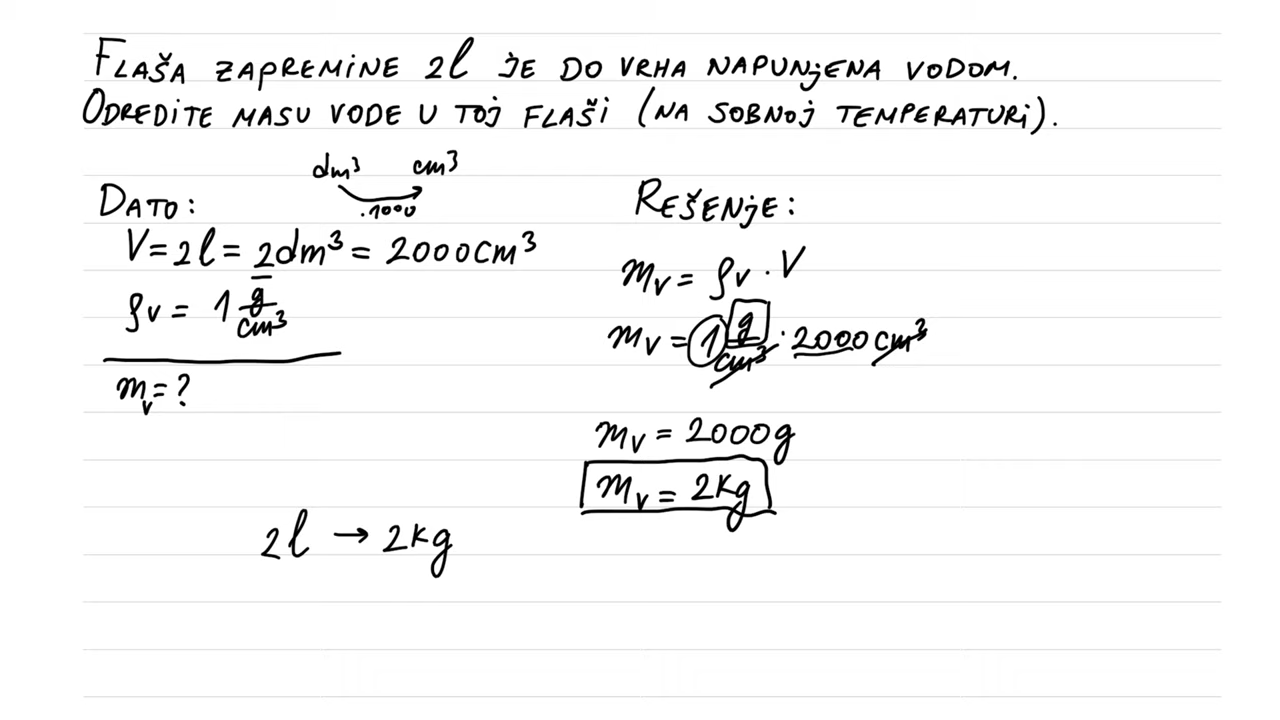 FLAŠA ZAPREMINE 2l JE DO VRHA NAPUNJENA VODOM.
ODREDITE MASU VODE U TOJ FLAŠI (NA SOBNOJ TEMPERATURI).
dm³ cm³
·1000
DATO:
V = 2l = 2dm³ = 2000cm³
ρv = 1 g/cm³
mv = ?
2l → 2kg
REŠENJE:
mv = ρv · V
mv = 1 g/cm³ · 2000cm³
mv = 2000g
mv = 2kg